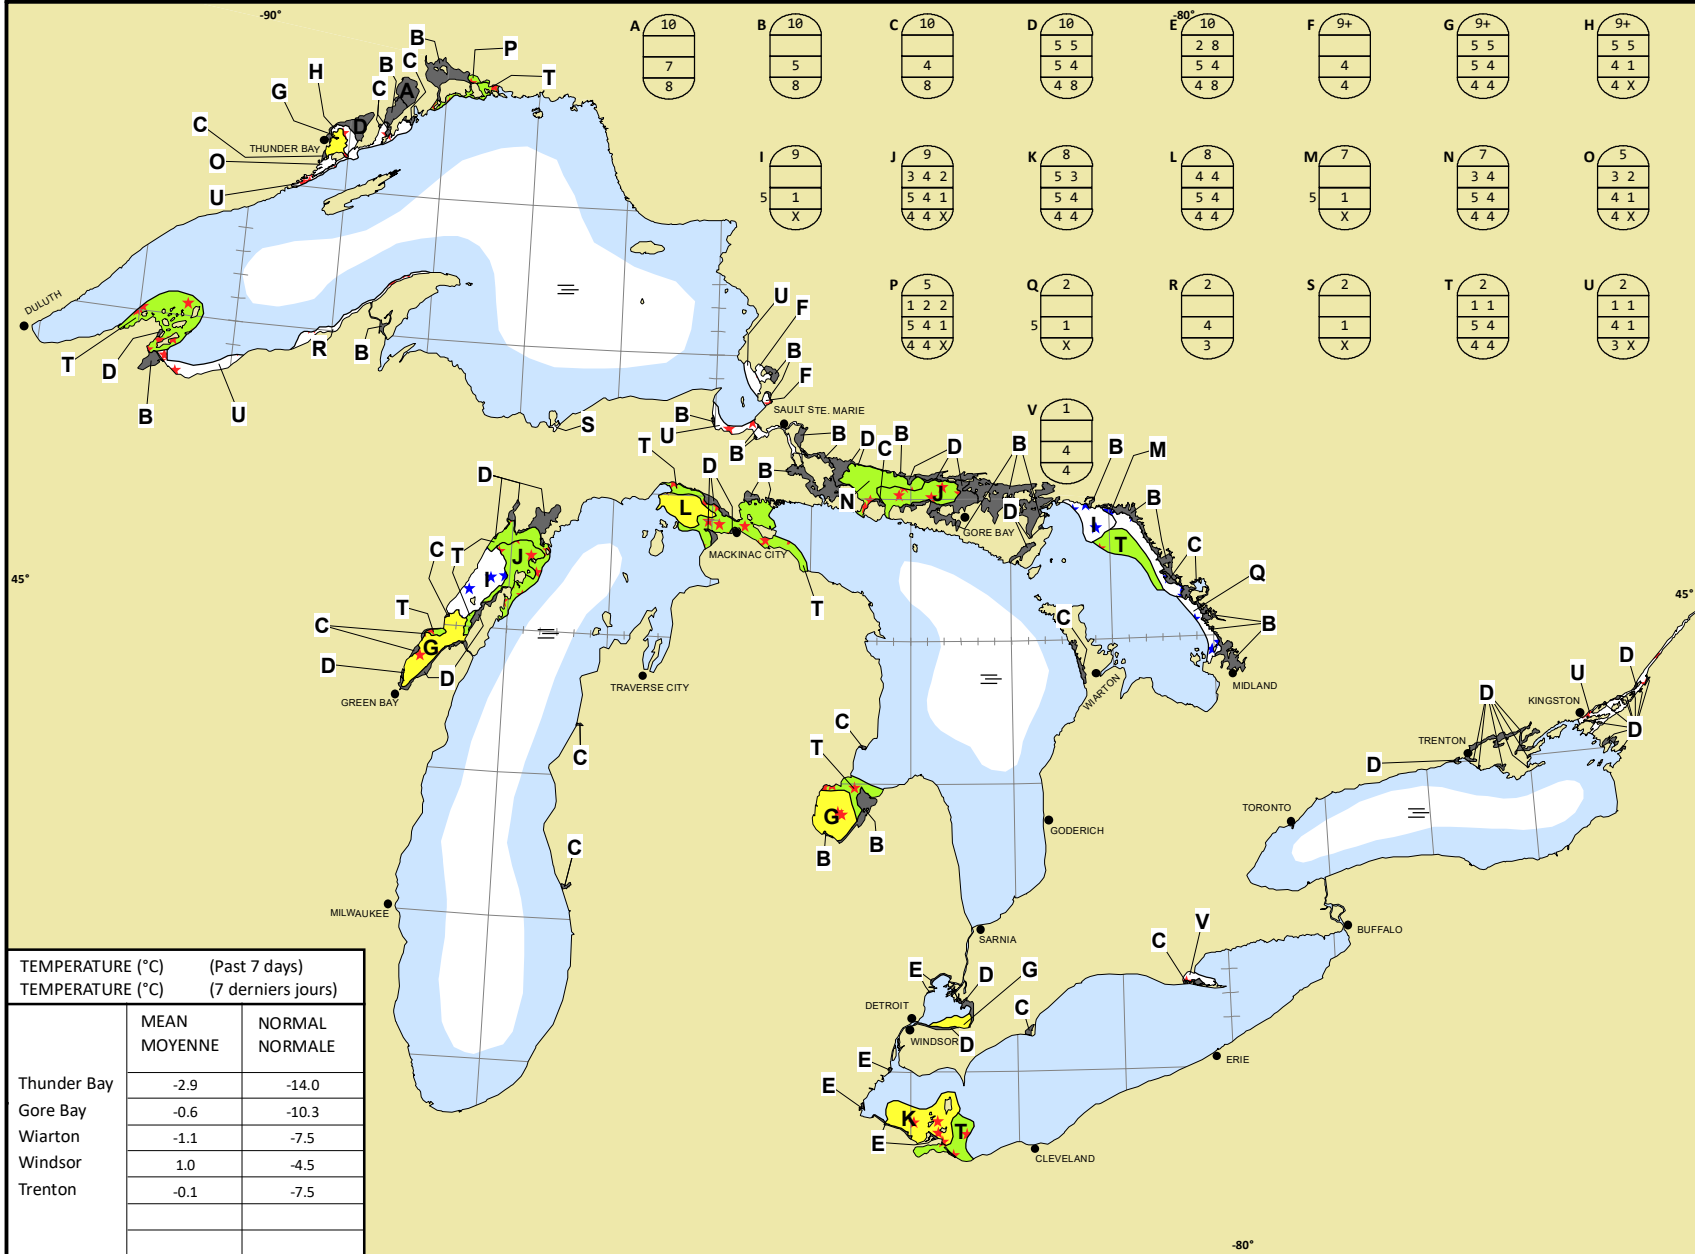 -90°
-80°
A
10
7
8
B
10
5
8
C
10
4
8
D
10
5 5
5 4
4 8
E
10
2 8
5 4
4 8
F
9+
4
4
G
9+
5 5
5 4
4 4
H
9+
5 5
4 1
4 X
I
9
5 1
X
J
9
3 4 2
5 4 1
4 4 X
K
8
5 3
5 4
4 4
L
8
4 4
5 4
4 4
M
7
5 1
X
N
7
3 4
5 4
4 4
O
5
3 2
4 1
4 X
P
5
1 2 2
5 4 1
4 4 X
Q
2
5 1
X
R
2
4
3
S
2
1
X
T
2
1 1
5 4
4 4
U
2
1 1
4 1
3 X
V
1
4
4
B
P
B C
H
T
G
C
A
C
D
THUNDER BAY
O
U
DULUTH
T
D
B
U
R
B
S
U
F
B
F
SAULT STE. MARIE
B
U
B
T
D
B
B
D
C
B
D
B
B
M
D
L
N
J
I
B
D
GORE BAY
MACKINAC CITY
T
C
C
T
J
I
45°
Q
45°
T
T
C
B
C
G
D
D
D
GREEN BAY
TRAVERSE CITY
WIARTON
MIDLAND
U
D
KINGSTON
D
C
C
T
TRENTON
D
D
TORONTO
G
GODERICH
B
B
C
MILWAUKEE
V
BUFFALO
SARNIA
C
E
D
G
DETROIT
C
WINDSOR
D
E
ERIE
E
K
T
E
CLEVELAND
TEMPERATURE (°C) (Past 7 days)
TEMPERATURE (°C) (7 derniers jours)
MEAN NORMAL
MOYENNE NORMALE
Thunder Bay -2.9 -14.0
Gore Bay -0.6 -10.3
Wiarton -1.1 -7.5
Windsor 1.0 -4.5
Trenton -0.1 -7.5
-80°